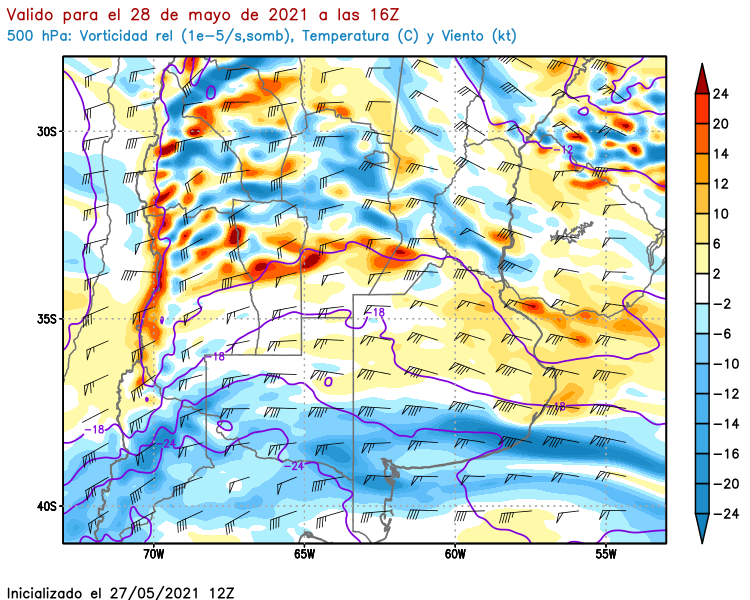 Valido para el 28 de mayo de 2021 a las 16Z
500 hPa: Vorticidad rel (1e-5/s,somb), Temperatura (C) y Viento (kt)
30S
35S
40S
70W
65W
60W
55W
-12
-18
-18
-18
-18
-24
-24
24
20
14
12
10
6
2
-2
-6
-10
-12
-14
-16
-20
-24
Inicializado el 27/05/2021 12Z